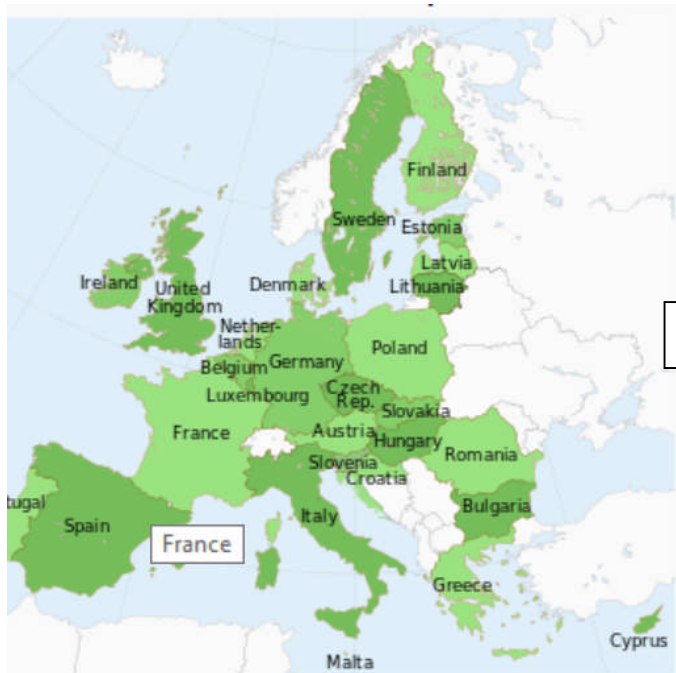 Finland
Sweden
Estonia
Latvia
Lithuania
Denmark
Ireland
United
Kingdom
Nether-
lands
Belgium
Germany
Poland
Luxembourg
Czech
Rep.
Slovakia
France
Austria
Hungary
Romania
Slovenia
Croatia
tugal
Spain
Italy
Bulgaria
France
Greece
Cyprus
Malta